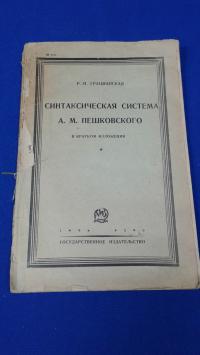 СИНТАКСИЧЕСКАЯ СИСТЕМА
А. М. ПЕШКОВСКОГО
В КРАТКОМ ИЗЛОЖЕНИИ
ГОСУДАРСТВЕННОЕ ИЗДАТЕЛЬСТВО